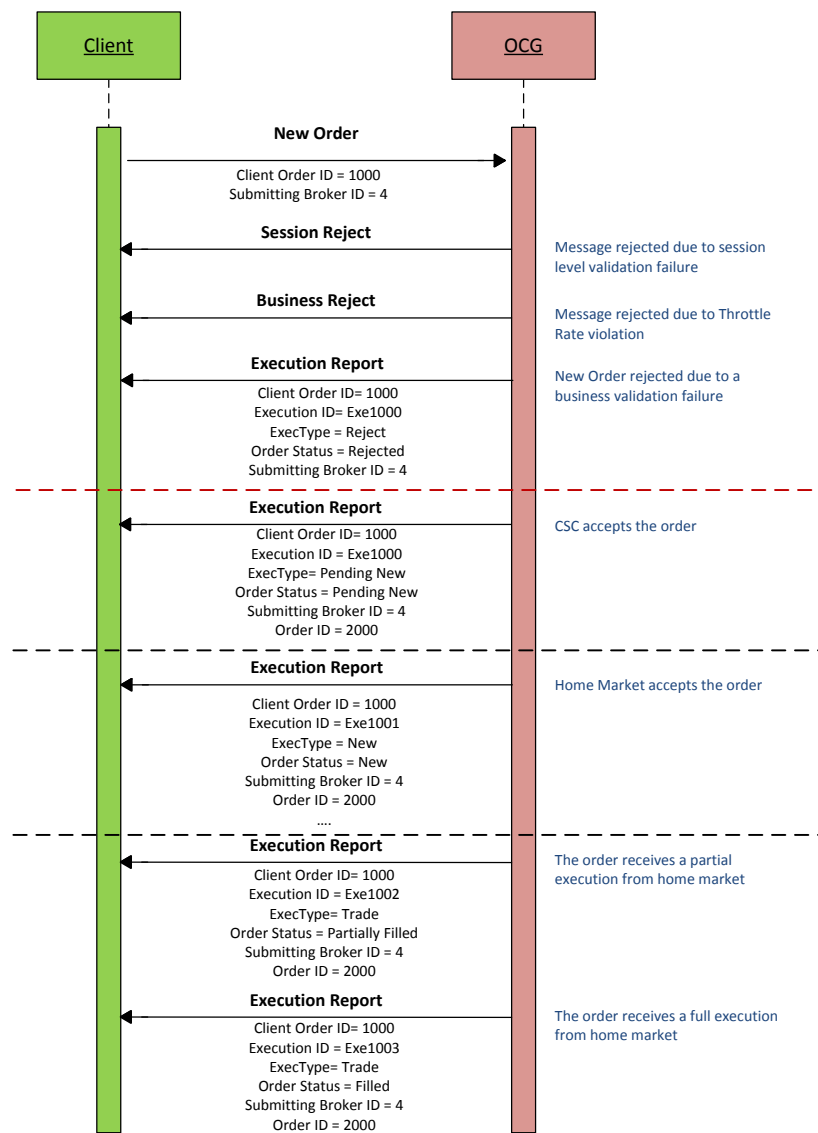 Client
OCG
New Order
Client Order ID = 1000
Submitting Broker ID = 4
Session Reject
Message rejected due to session
level validation failure
Business Reject
Message rejected due to Throttle
Rate violation
Execution Report
New Order rejected due to a
business validation failure
Client Order ID= 1000
Execution ID= Exe1000
ExecType = Reject
Order Status = Rejected
Submitting Broker ID = 4
Execution Report
CSC accepts the order
Client Order ID= 1000
Execution ID = Exe1000
ExecType= Pending New
Order Status = Pending New
Submitting Broker ID = 4
Order ID = 2000
Execution Report
Home Market accepts the order
Client Order ID = 1000
Execution ID = Exe1001
ExecType = New
Order Status = New
Submitting Broker ID = 4
Order ID = 2000
....
Execution Report
The order receives a partial
execution from home market
Client Order ID= 1000
Execution ID = Exe1002
ExecType= Trade
Order Status = Partially Filled
Submitting Broker ID = 4
Order ID = 2000
Execution Report
The order receives a full execution
from home market
Client Order ID= 1000
Execution ID = Exe1003
ExecType= Trade
Order Status = Filled
Submitting Broker ID = 4
Order ID = 2000